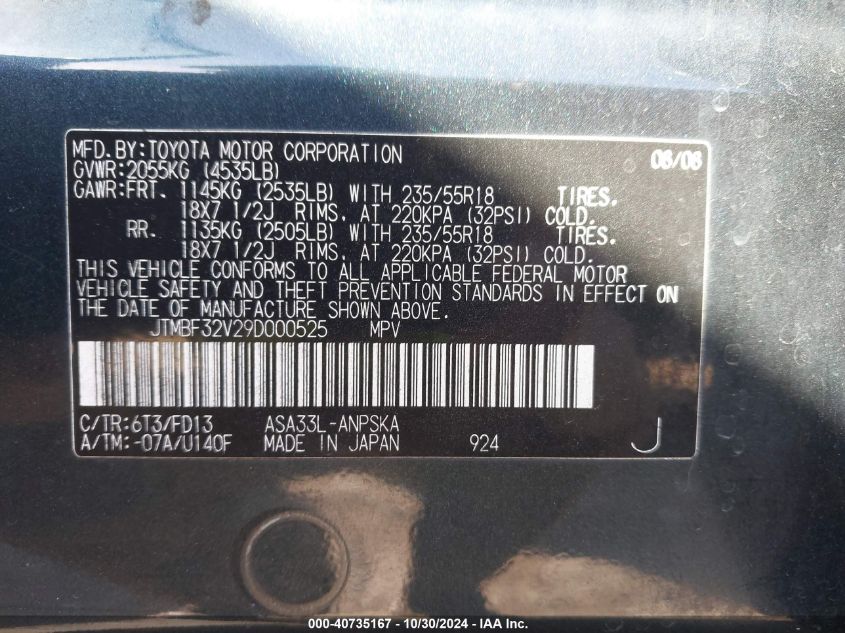 MFD.BY:TOYOTA MOTOR CORPORATION 08/08
GVWR:2055KG (4535LB)
GAWR:FRT. 1145KG (2535LB) WITH 235/55R18 TIRES.
18X7 1/2J RIMS. AT 220KPA (32PSI) COLD.
RR. 1135KG (2505LB) WITH 235/55R18 TIRES.
18X7 1/2J RIMS. AT 220KPA (32PSI) COLD.
THIS VEHICLE CONFORMS TO ALL APPLICABLE FEDERAL MOTOR
VEHICLE SAFETY AND THEFT PREVENTION STANDARDS IN EFFECT ON
THE DATE OF MANUFACTURE SHOWN ABOVE.
JTMBF32V29D000525 MPV
C/TR:6T3/FD13 ASA33L-ANPSKA
A/TM:-07A/U140F MADE IN JAPAN 924 J
000-40735167 - 10/30/2024 - IAA Inc.